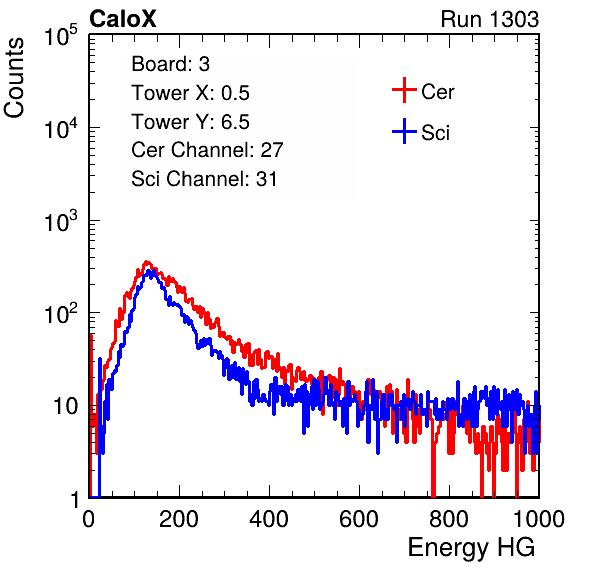 CaloX Run 1303
Counts
10^5
10^4
10^3
10^2
10
1
Board: 3
Tower X: 0.5
Tower Y: 6.5
Cer Channel: 27
Sci Channel: 31
Cer
Sci
0 200 400 600 800 1000
Energy HG